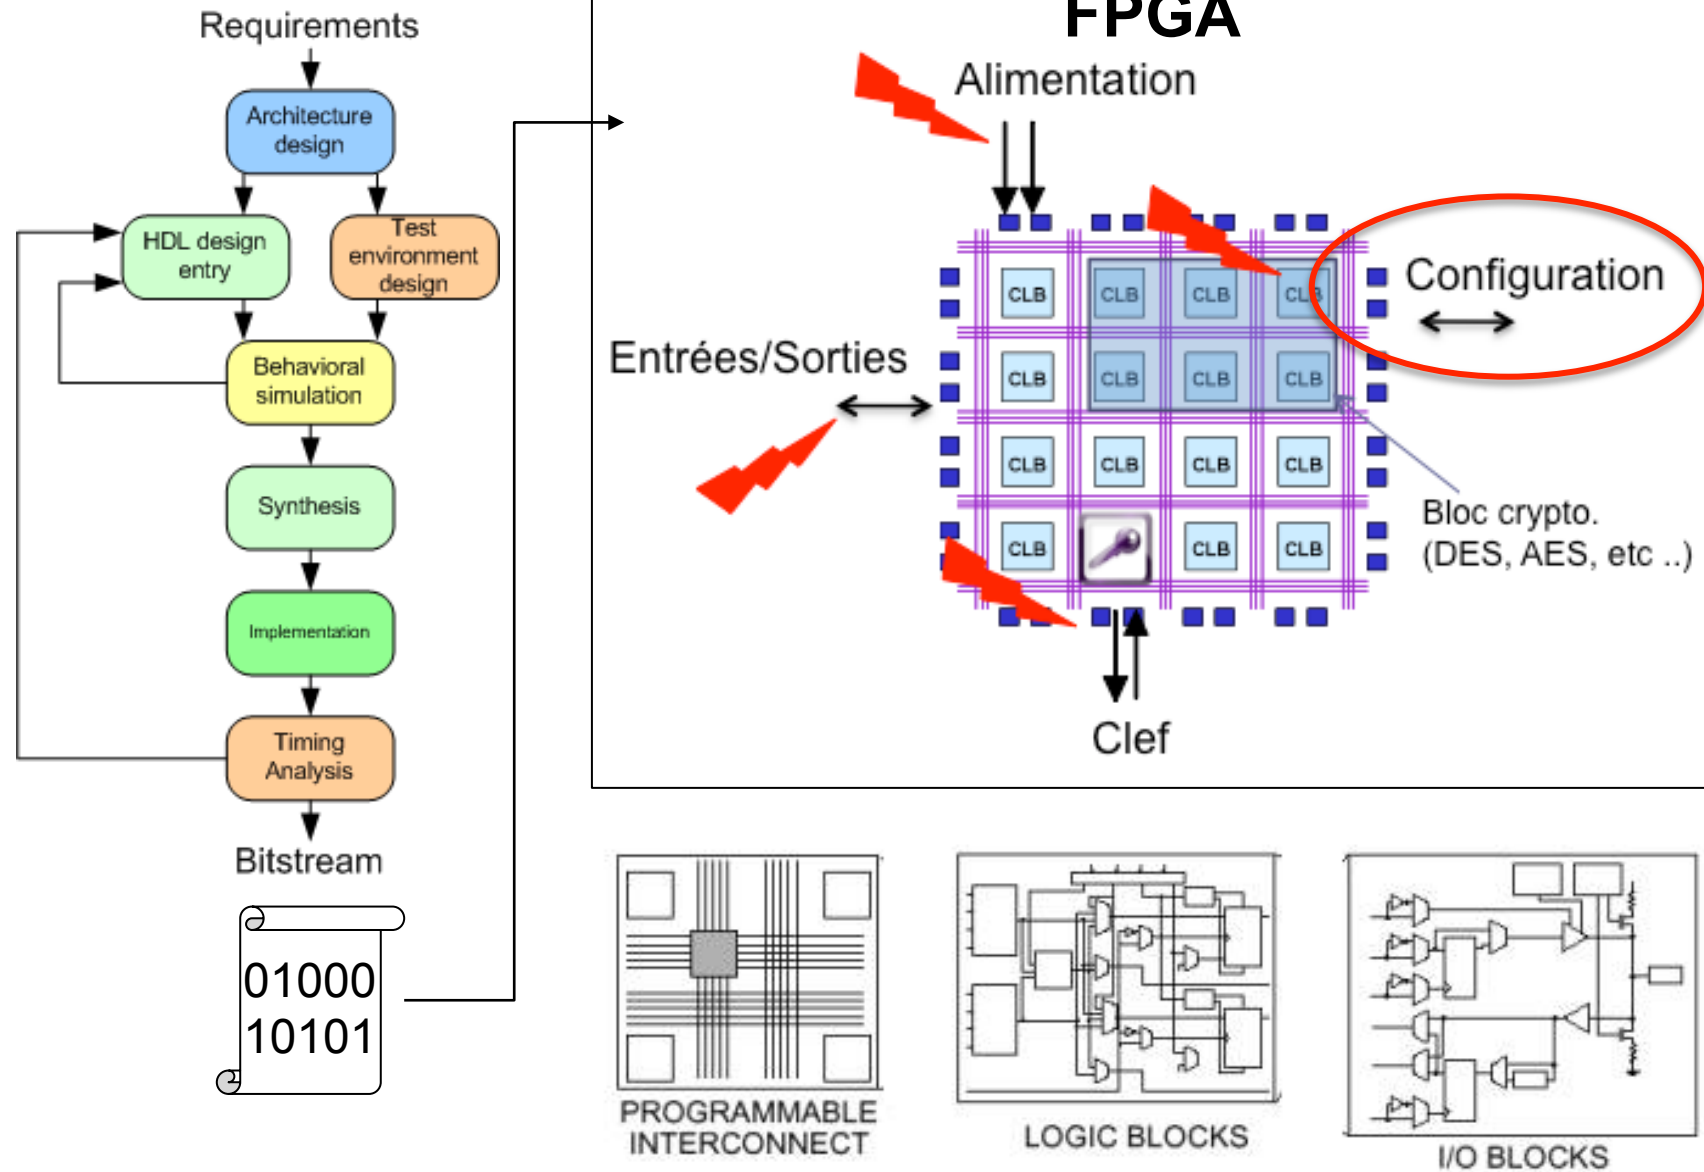 Requirements
Architecture
design
HDL design
entry
Test
environment
design
Behavioral
simulation
Synthesis
Implementation
Timing
Analysis
Bitstream
01000
10101
FPGA
Alimentation
Configuration
Entrées/Sorties
CLB CLB CLB CLB
CLB CLB CLB CLB
CLB CLB CLB CLB
CLB CLB CLB
Bloc crypto.
(DES, AES, etc ..)
Clef
PROGRAMMABLE
INTERCONNECT
LOGIC BLOCKS
I/O BLOCKS